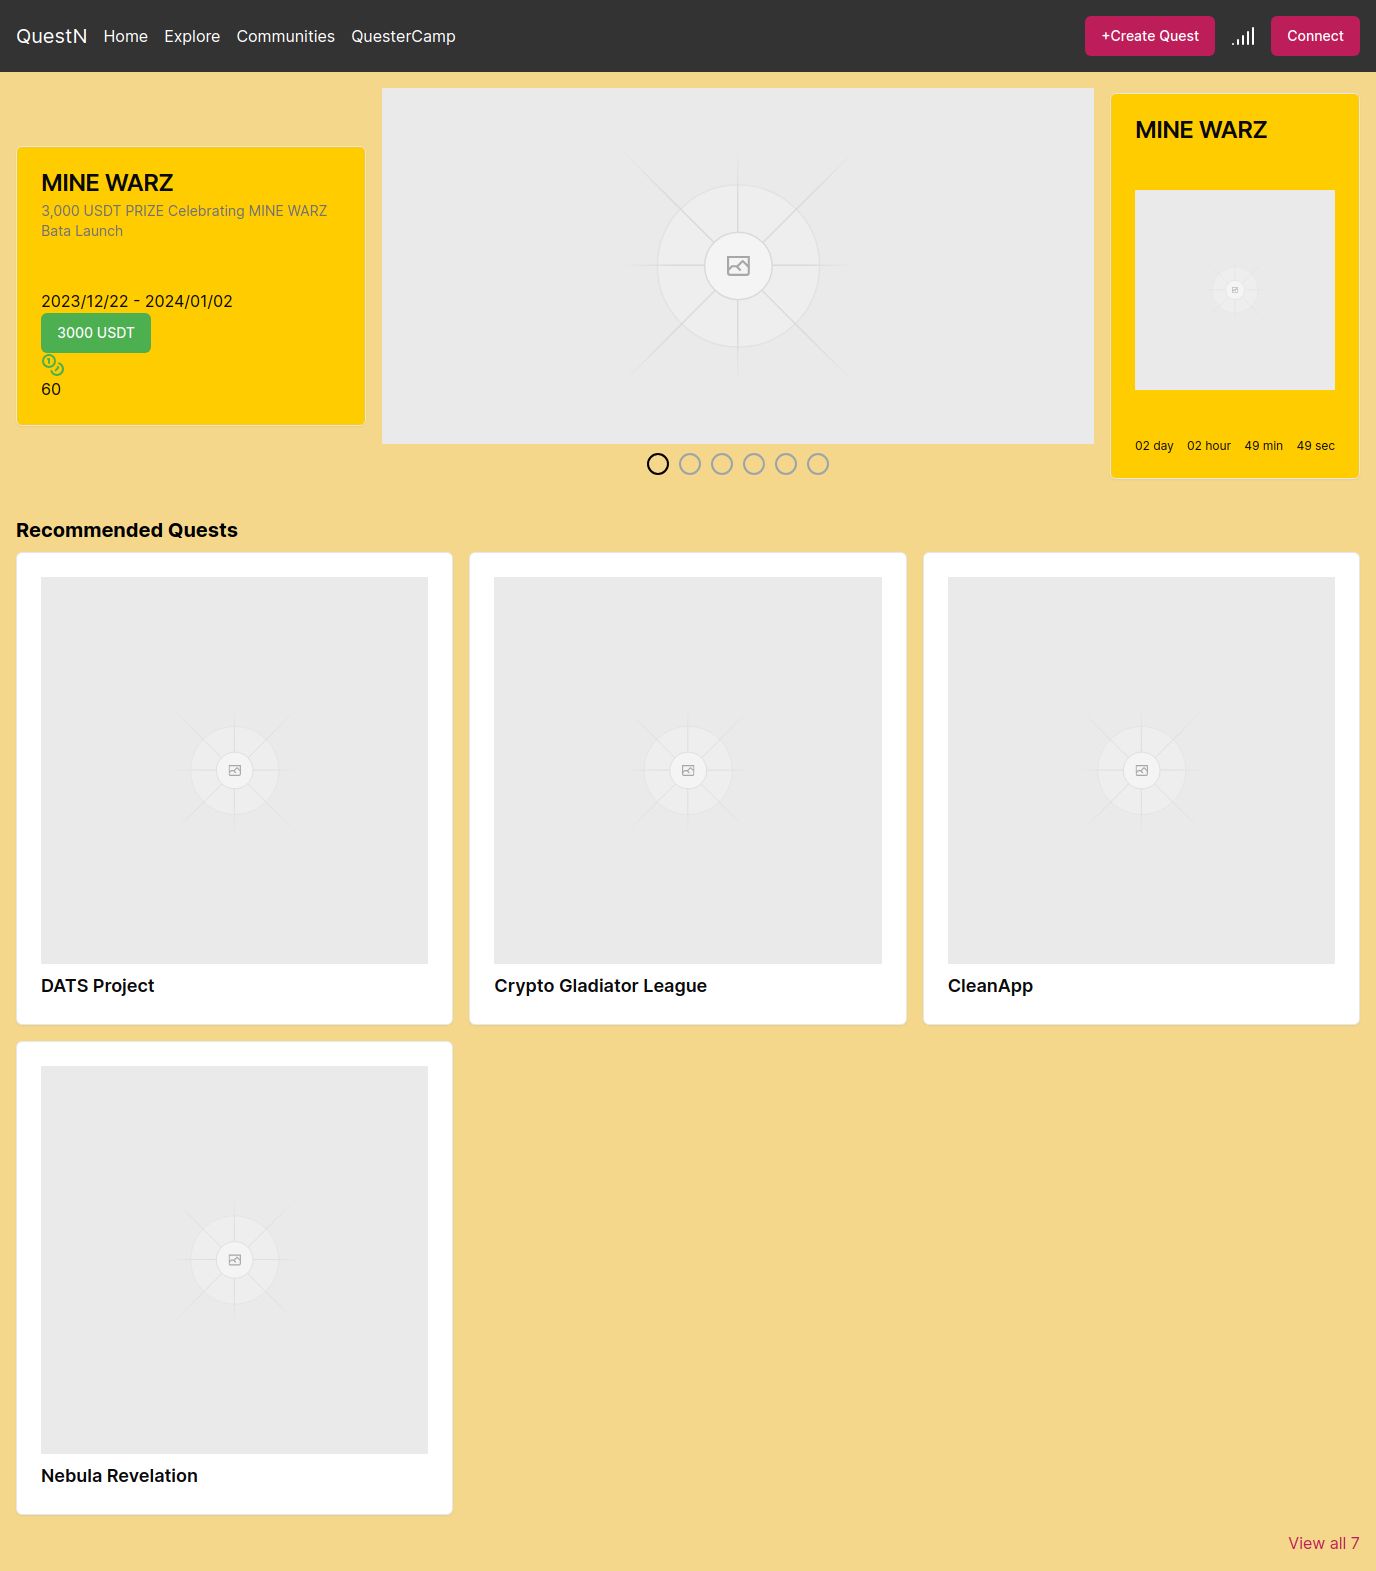 QuestN Home Explore Communities QuesterCamp +Create Quest Connect
MINE WARZ
3,000 USDT PRIZE Celebrating MINE WARZ
Bata Launch
2023/12/22 - 2024/01/02
3000 USDT
60
MINE WARZ
02 day 02 hour 49 min 49 sec
Recommended Quests
DATS Project
Crypto Gladiator League
CleanApp
Nebula Revelation
View all 7